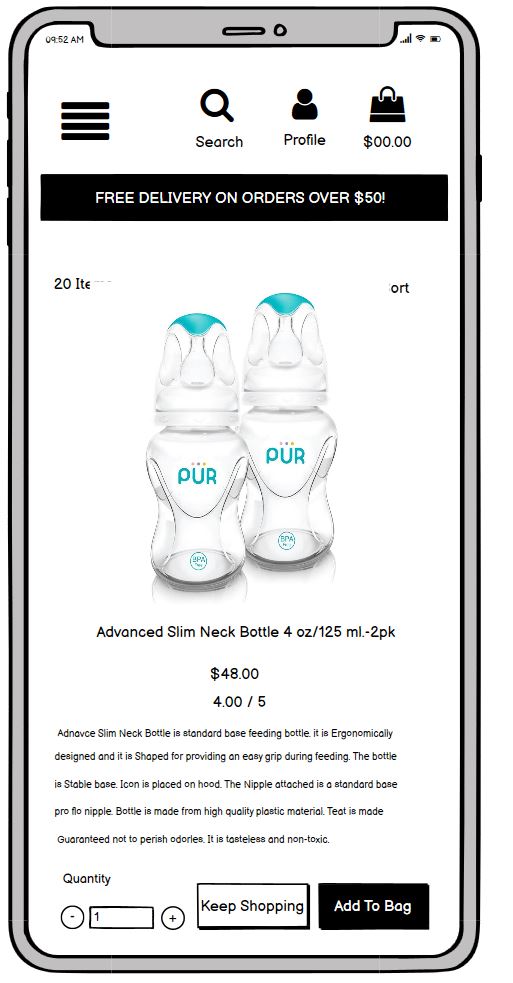 09:52 AM
Search
Profile
$00.00
FREE DELIVERY ON ORDERS OVER $50!
20 Ite
ort
PUR
PUR
BPA
BPA
Advanced Slim Neck Bottle 4 oz/125 ml.-2pk
$48.00
4.00 / 5
Adnavce Slim Neck Bottle is standard base feeding bottle. it is Ergonomically
designed and it is Shaped for providing an easy grip during feeding. The bottle
is Stable base. Icon is placed on hood. The Nipple attached is a standard base
pro flo nipple. Bottle is made from high quality plastic material. Teat is made
Guaranteed not to perish odorles. It is tasteless and non-toxic.
Quantity
-
1
+
Keep Shopping
Add To Bag